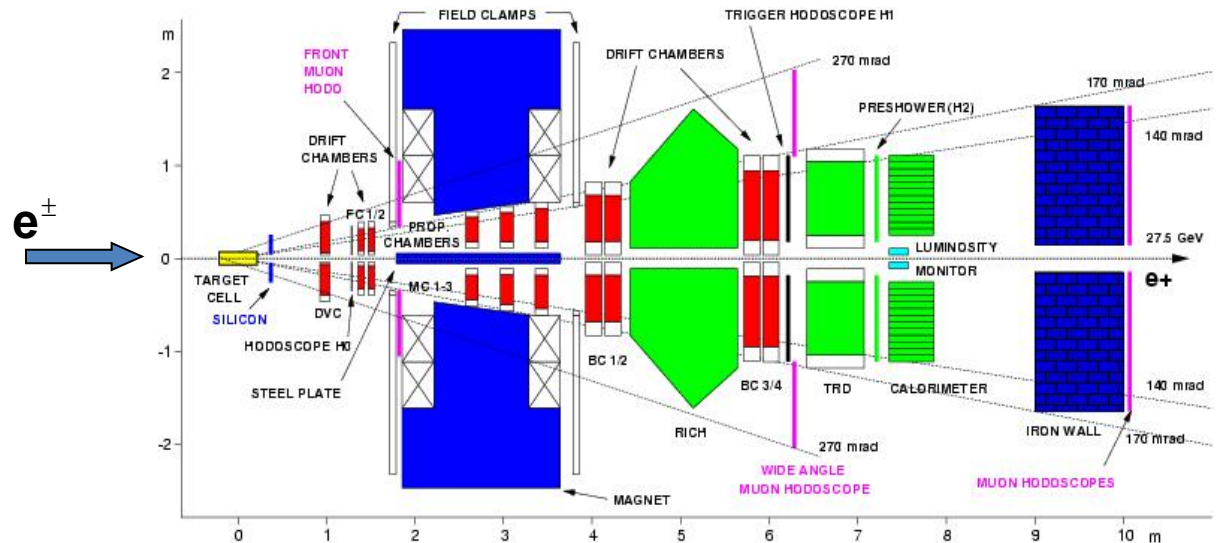 FIELD CLAMPS
TRIGGER HODOSCOPE H1
m
2
1
0
-1
-2
FRONT
MUON
HODO
DRIFT CHAMBERS
270 mrad
170 mrad
PRESHOWER (H2)
140 mrad
DRIFT
CHAMBERS
FC 1/2
PROP.
CHAMBERS
e±
LUMINOSITY
MONITOR
27.5 GeV
e+
TARGET
CELL
SILICON
DVC
MC 1-3
HODOSCOPE H0
STEEL PLATE
BC 1/2
BC 3/4
TRD
CALORIMETER
RICH
140 mrad
IRON WALL
170 mrad
270 mrad
WIDE ANGLE
MUON HODOSCOPE
MUON HODOSCOPES
MAGNET
0 1 2 3 4 5 6 7 8 9 10 m